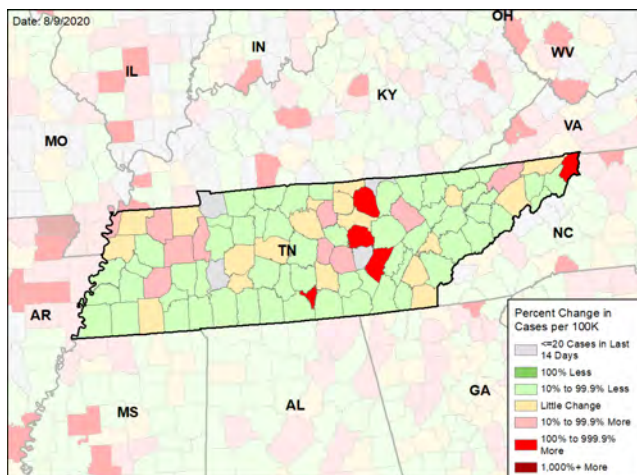 Date: 8/9/2020
OH
IN
WV
IL
KY
VA
MO
TN
NC
AR
MS
AL
GA
Percent Change in
Cases per 100K
<=20 Cases in Last
14 Days
100% Less
10% to 99.9% Less
Little Change
10% to 99.9% More
100% to 999.9%
More
1,000%+ More